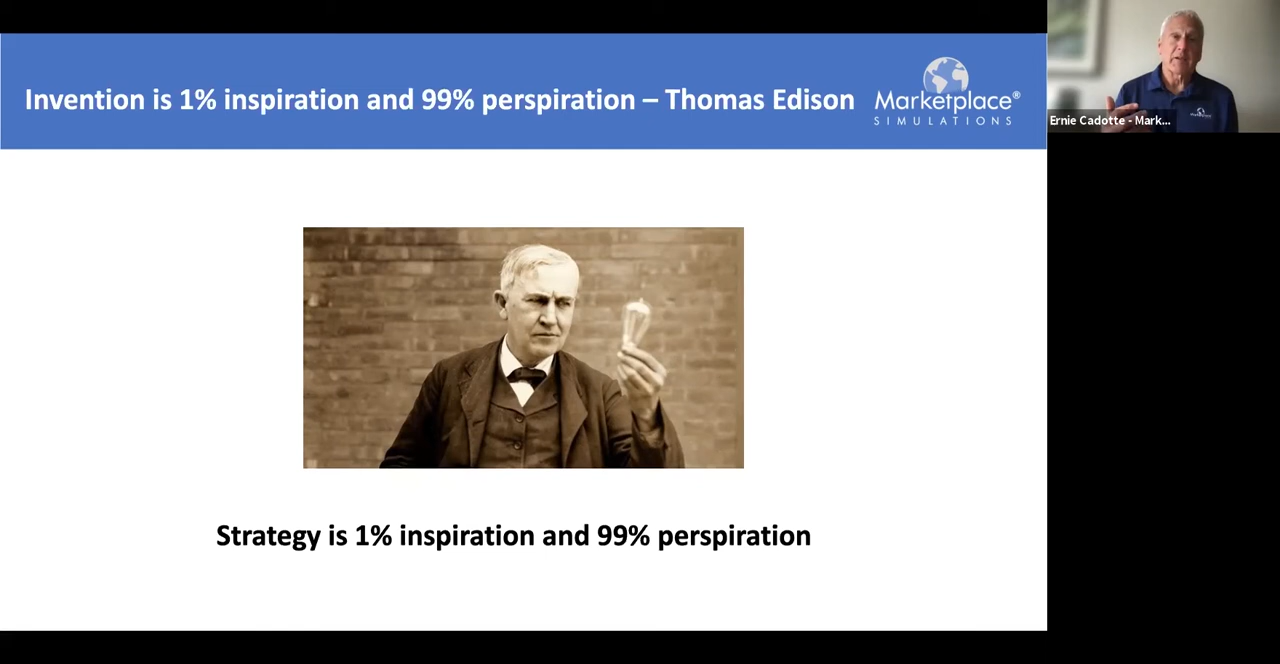 Invention is 1% inspiration and 99% perspiration – Thomas Edison
Marketplace®
SIMULATIONS
Ernie Cadotte - Mark...
Strategy is 1% inspiration and 99% perspiration